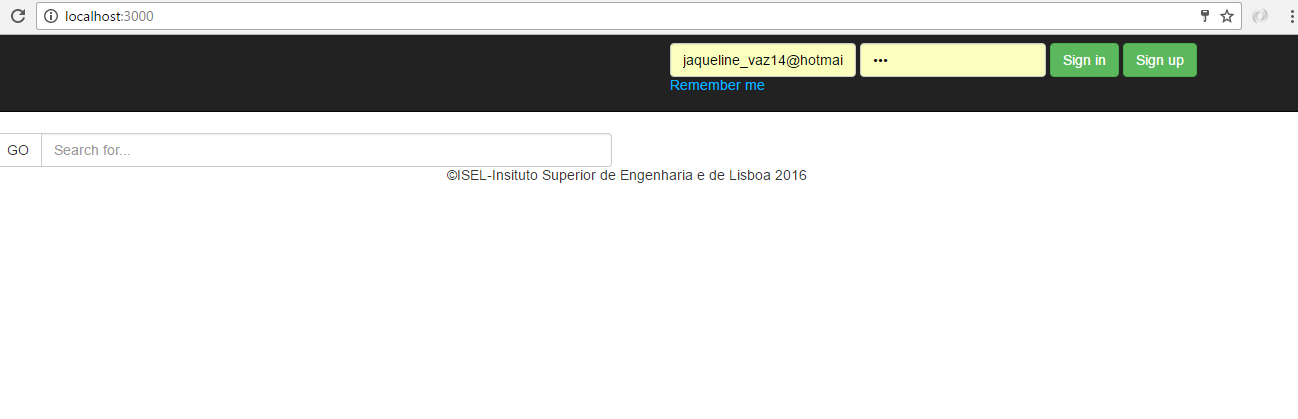 localhost:3000
jaqueline_vaz14@hotmai ••• Sign in Sign up
Remember me
GO Search for...
©ISEL-Insituto Superior de Engenharia e de Lisboa 2016